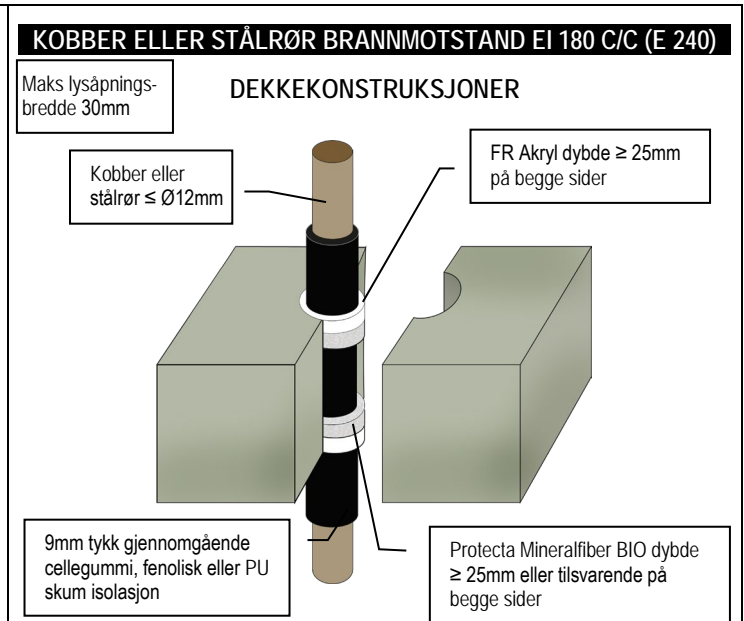 KOBBER ELLER STÅLRØR BRANNMOTSTAND EI 180 C/C (E 240)
Maks lysåpnings-
bredde 30mm
DEKKEKONSTRUKSJONER
Kobber eller
stålrør ≤ Ø12mm
FR Akryl dybde ≥ 25mm
på begge sider
9mm tykk gjennomgående
cellegummi, fenolisk eller PU
skum isolasjon
Protecta Mineralfiber BIO dybde
≥ 25mm eller tilsvarende på
begge sider